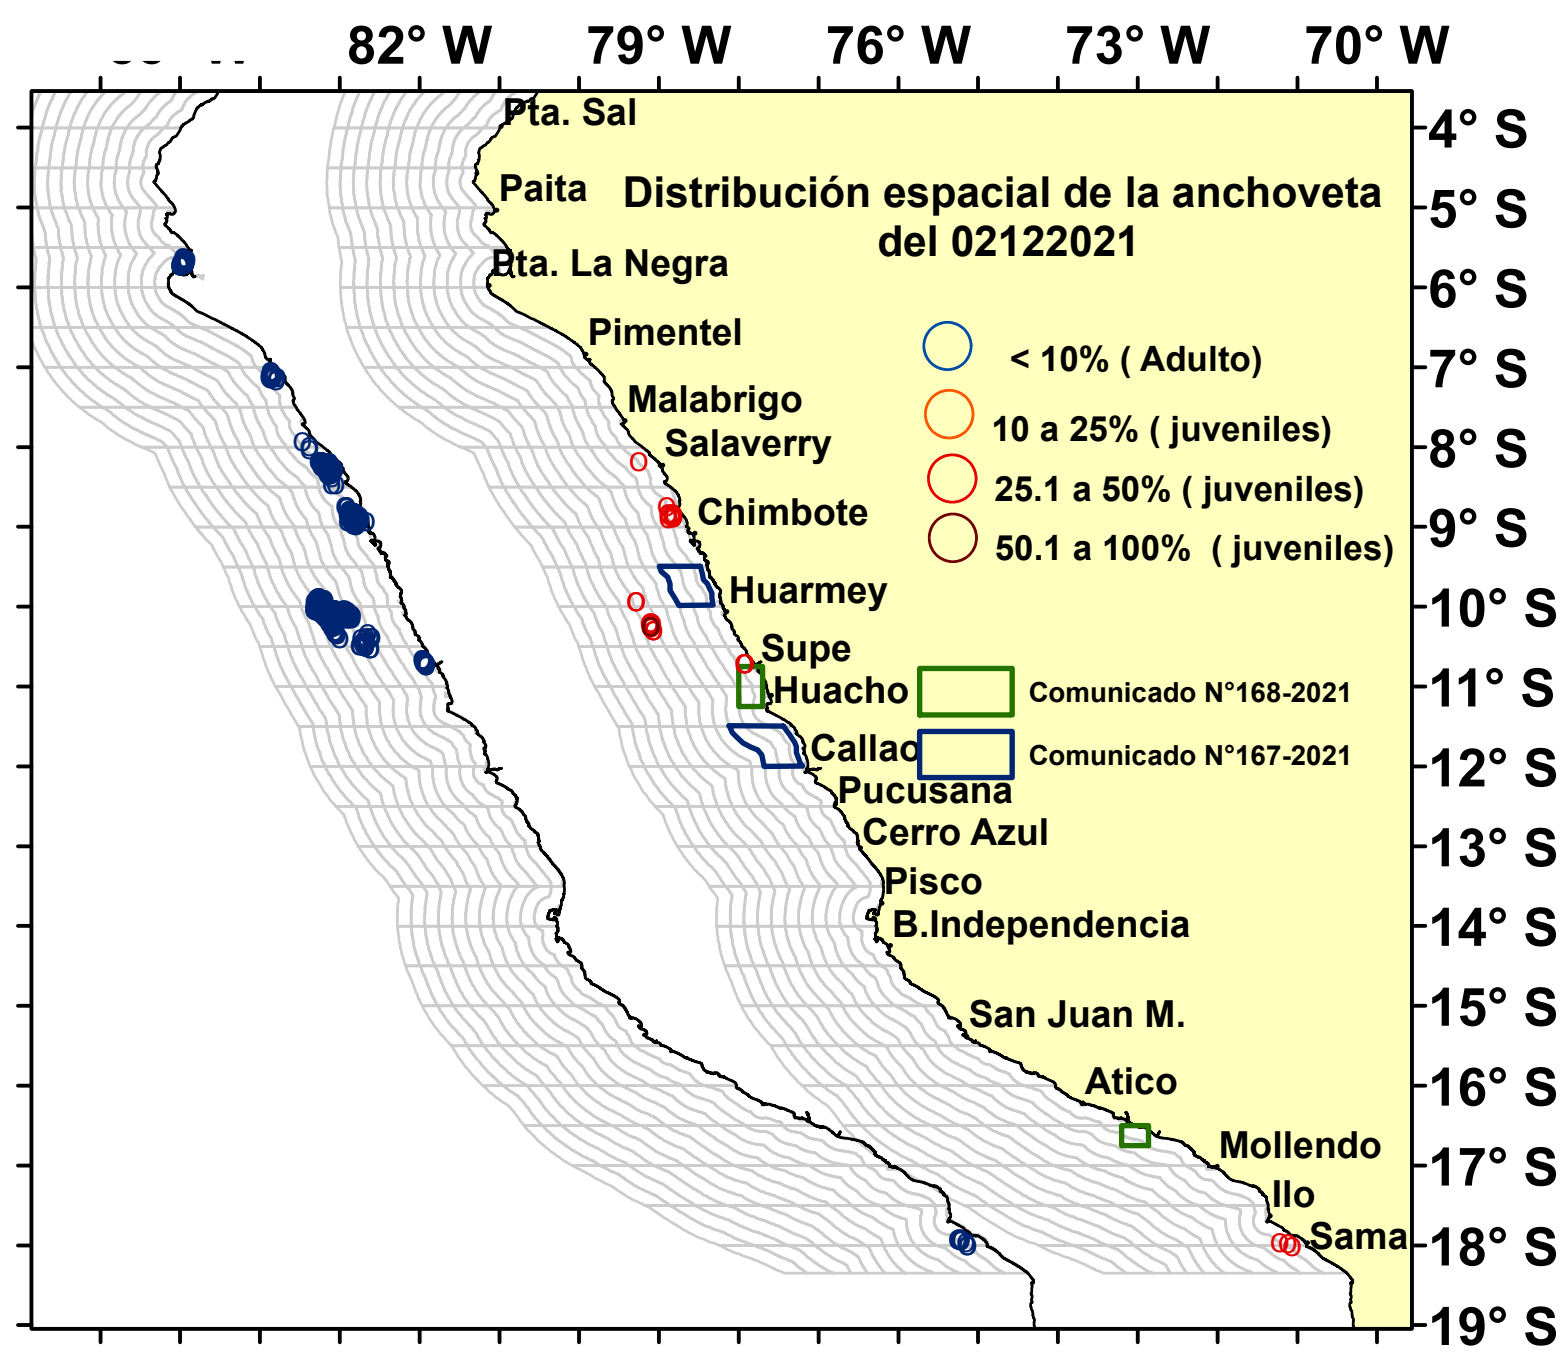 82° W 79° W 76° W 73° W 70° W
Pta. Sal
4° S
Paita
Distribución espacial de la anchoveta
del 02122021
5° S
Pta. La Negra
6° S
Pimentel
< 10% ( Adulto)
7° S
Malabrigo
10 a 25% ( juveniles)
Salaverry
8° S
25.1 a 50% ( juveniles)
Chimbote
9° S
50.1 a 100% ( juveniles)
Huarmey
10° S
Supe
Huacho
Comunicado N°168-2021
11° S
Callao
Comunicado N°167-2021
12° S
Pucusana
Cerro Azul
13° S
Pisco
B.Independencia
14° S
San Juan M.
15° S
Atico
16° S
Mollendo
17° S
Ilo
Sama
18° S
19° S